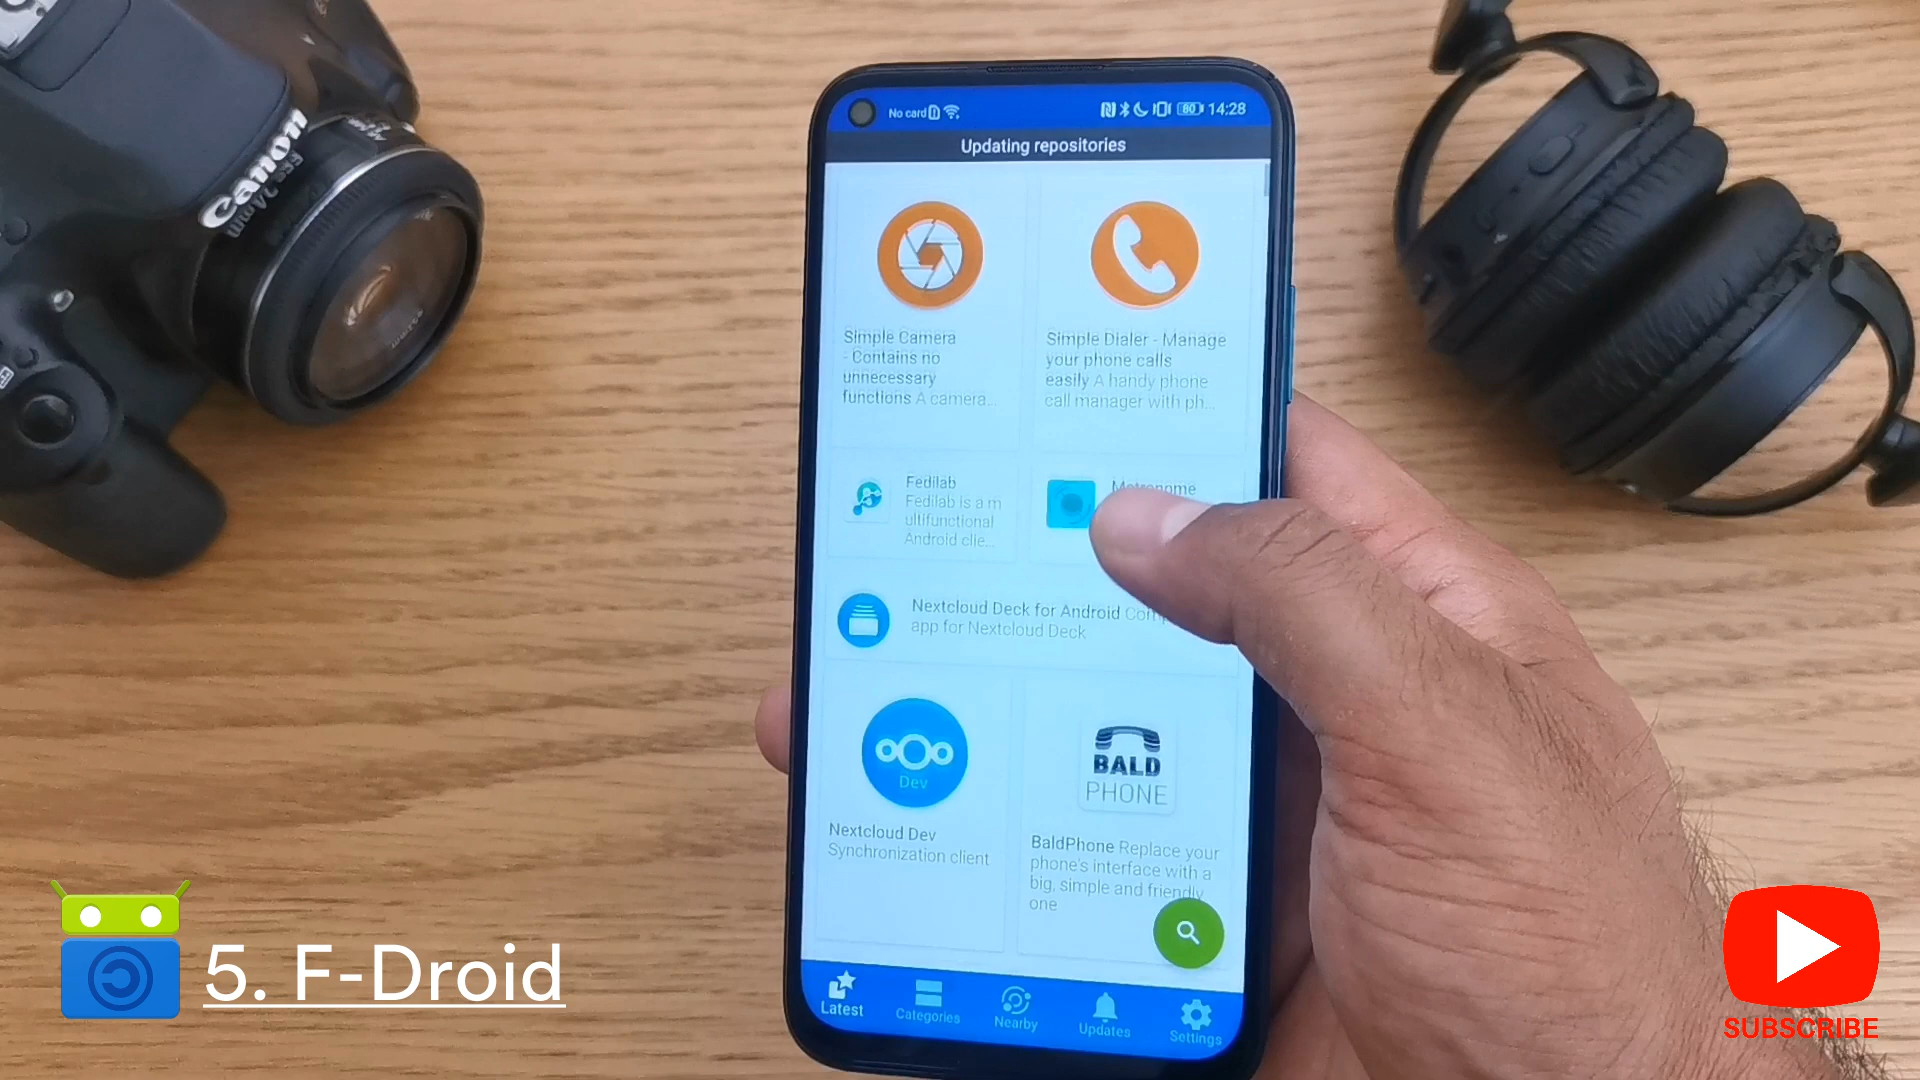 Canon
No card
80
14:28
Updating repositories
Simple Camera
- Contains no
unnecessary
functions A camera...
Simple Dialer - Manage
your phone calls
easily A handy phone
call manager with ph...
Fedilab
Fedilab is a m
ultifunctional
Android clie...
Metronome
Nextcloud Deck for Android
app for Nextcloud Deck
Dev
Nextcloud Dev
Synchronization client
BALD
PHONE
BaldPhone Replace your
phone's interface with a
big, simple and friendly
one
Latest
Categories
Nearby
Updates
Settings
5. F-Droid
SUBSCRIBE